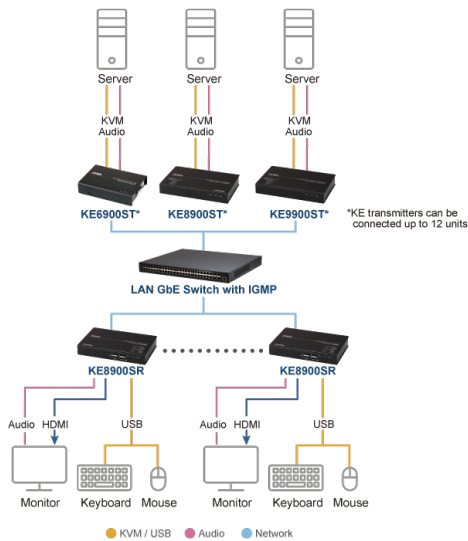 Server Server Server
KVM KVM KVM
Audio Audio Audio
KE6900ST* KE8900ST* KE9900ST*
*KE transmitters can be
connected up to 12 units
LAN GbE Switch with IGMP
KE8900SR KE8900SR
Audio HDMI USB Audio HDMI USB
Monitor Keyboard Mouse Monitor Keyboard Mouse
KVM / USB Audio Network